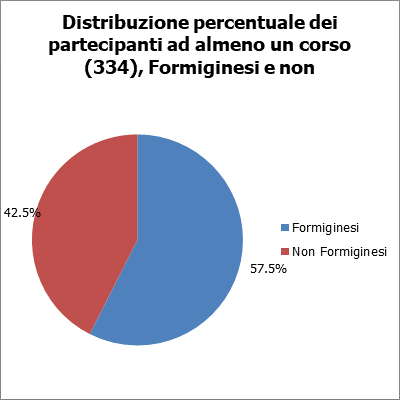 Distribuzione percentuale dei
partecipanti ad almeno un corso
(334), Formiginesi e non
42.5%
Formiginesi
Non Formiginesi
57.5%